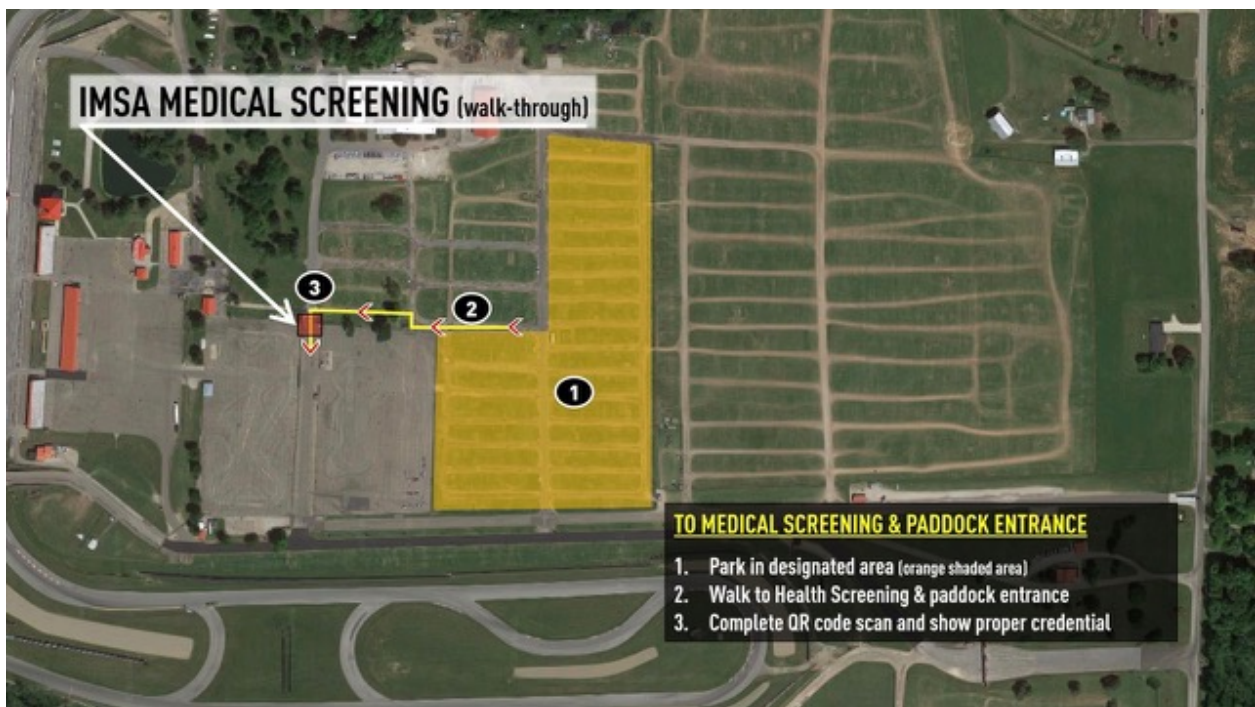 IMSA MEDICAL SCREENING (walk-through)
3
2
1
TO MEDICAL SCREENING & PADDOCK ENTRANCE
1. Park in designated area (orange shaded area)
2. Walk to Health Screening & paddock entrance
3. Complete QR code scan and show proper credential